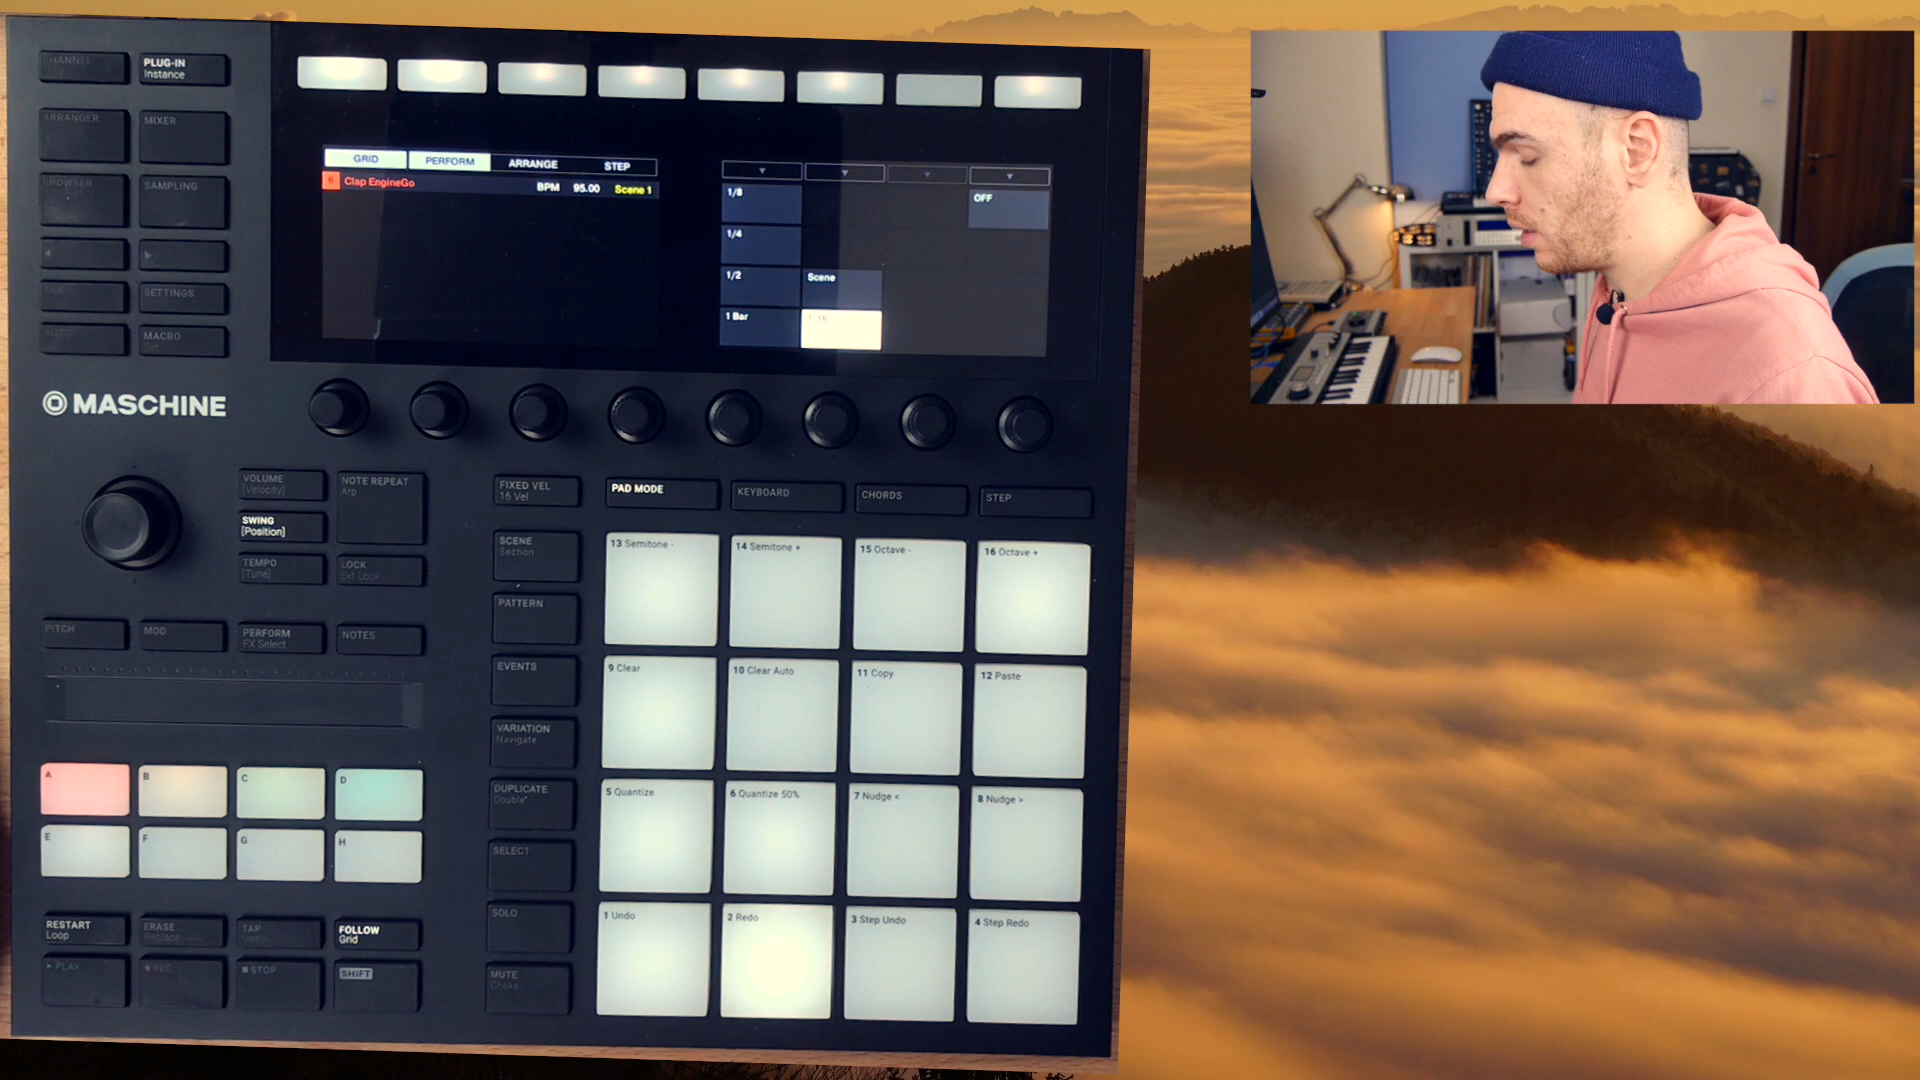 CHANNEL
PLUG-IN
Instance
ARRANGER
MIXER
BROWSER
SAMPLING
FILE
SETTINGS
AUTO
MACRO
Set
GRID
PERFORM
ARRANGE
STEP
6 Clap EngineGo
BPM 95.00 Scene 1
1/8
OFF
1/4
1/2
Scene
1 Bar
MASCHINE
VOLUME
[Velocity]
NOTE REPEAT
Arp
SWING
[Position]
TEMPO
[Tune]
LOCK
Ext Lock
PITCH
MOD
PERFORM
FX Select
NOTES
FIXED VEL
16 Vel
PAD MODE
KEYBOARD
CHORDS
STEP
SCENE
Section
PATTERN
EVENTS
VARIATION
Navigate
DUPLICATE
Double
SELECT
SOLO
MUTE
Choke
13 Semitone -
14 Semitone +
15 Octave -
16 Octave +
9 Clear
10 Clear Auto
11 Copy
12 Paste
5 Quantize
6 Quantize 50%
7 Nudge <
8 Nudge >
1 Undo
2 Redo
3 Step Undo
4 Step Redo
A
B
C
D
E
F
G
H
RESTART
Loop
ERASE
Replace
TAP
FOLLOW
Grid
PLAY
REC
STOP
SHIFT